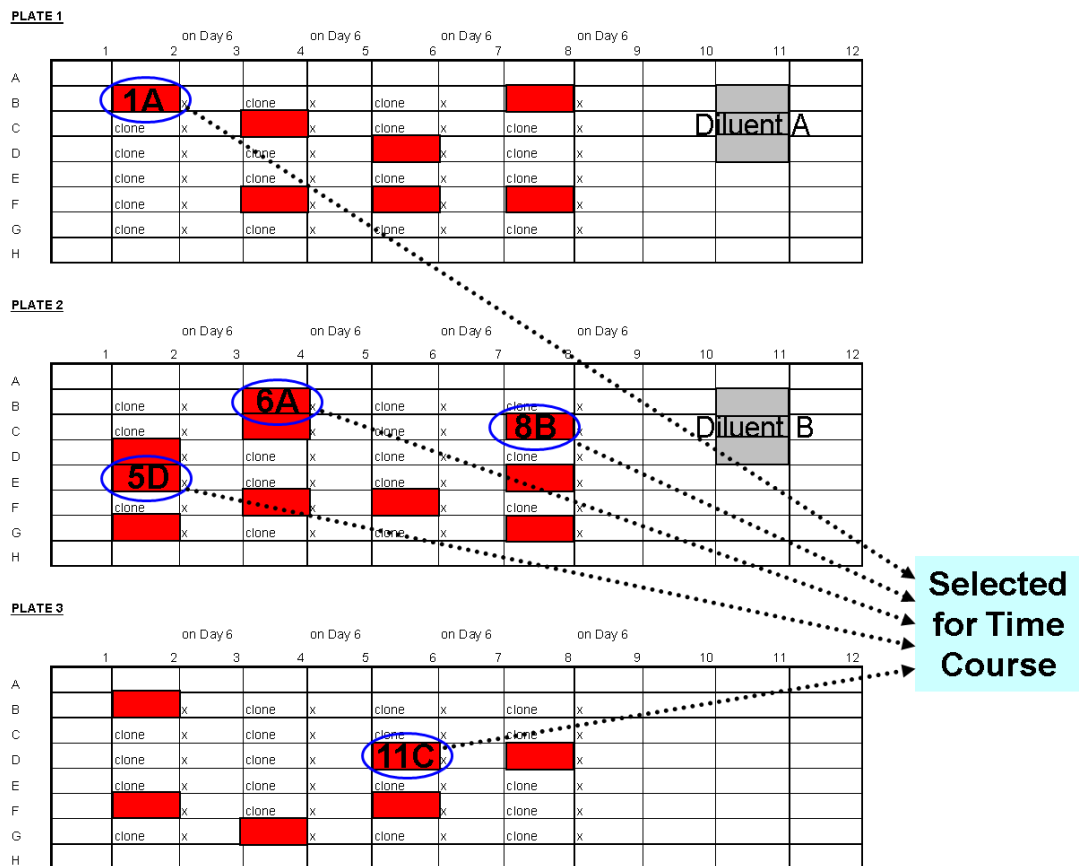 PLATE 1
on Day 6 on Day 6 on Day 6 on Day 6
1 2 3 4 5 6 7 8 9 10 11 12
A
B 1A x clone x clone x x
C clone x x clone x clone x Diluent A
D clone x clone x x clone x
E clone x clone x clone x clone x
F clone x x x x
G clone x clone x clone x clone x
H
PLATE 2
on Day 6 on Day 6 on Day 6 on Day 6
1 2 3 4 5 6 7 8 9 10 11 12
A
B clone x 6A x clone x clone x
C clone x x clone x 8B x Diluent B
D x clone x clone x clone x
E 5D x clone x clone x x
F clone x x x clone x
G x clone x clone x x
H
Selected
for Time
Course
PLATE 3
on Day 6 on Day 6 on Day 6 on Day 6
1 2 3 4 5 6 7 8 9 10 11 12
A
B x clone x clone x clone x
C clone x clone x clone x clone x
D clone x clone x 11C x x
E clone x clone x clone x clone x
F x clone x x clone x
G clone x x clone x clone x
H